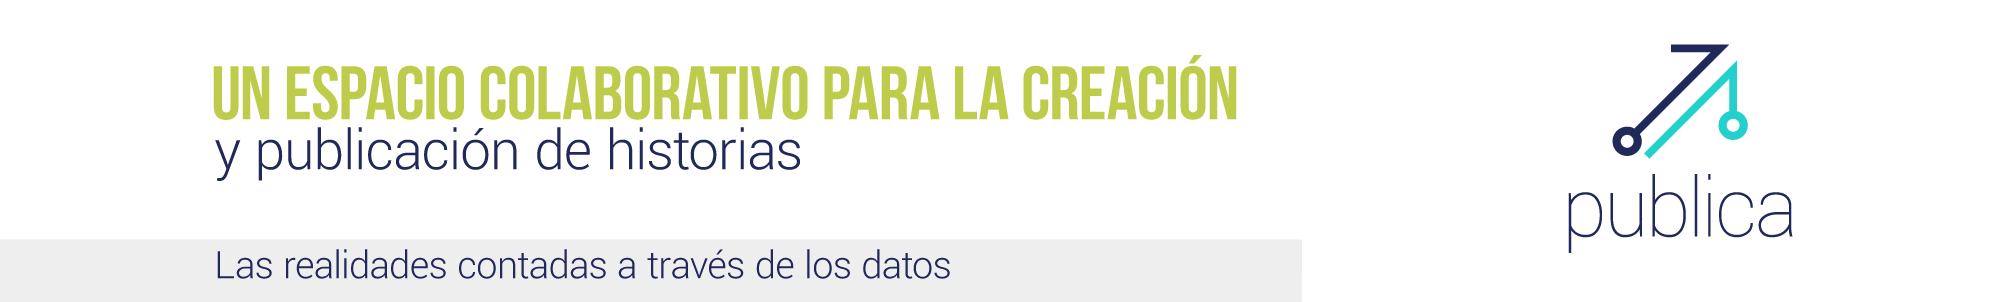 UN ESPACIO COLABORATIVO PARA LA CREACIÓN
y publicación de historias
Las realidades contadas a través de los datos
publica